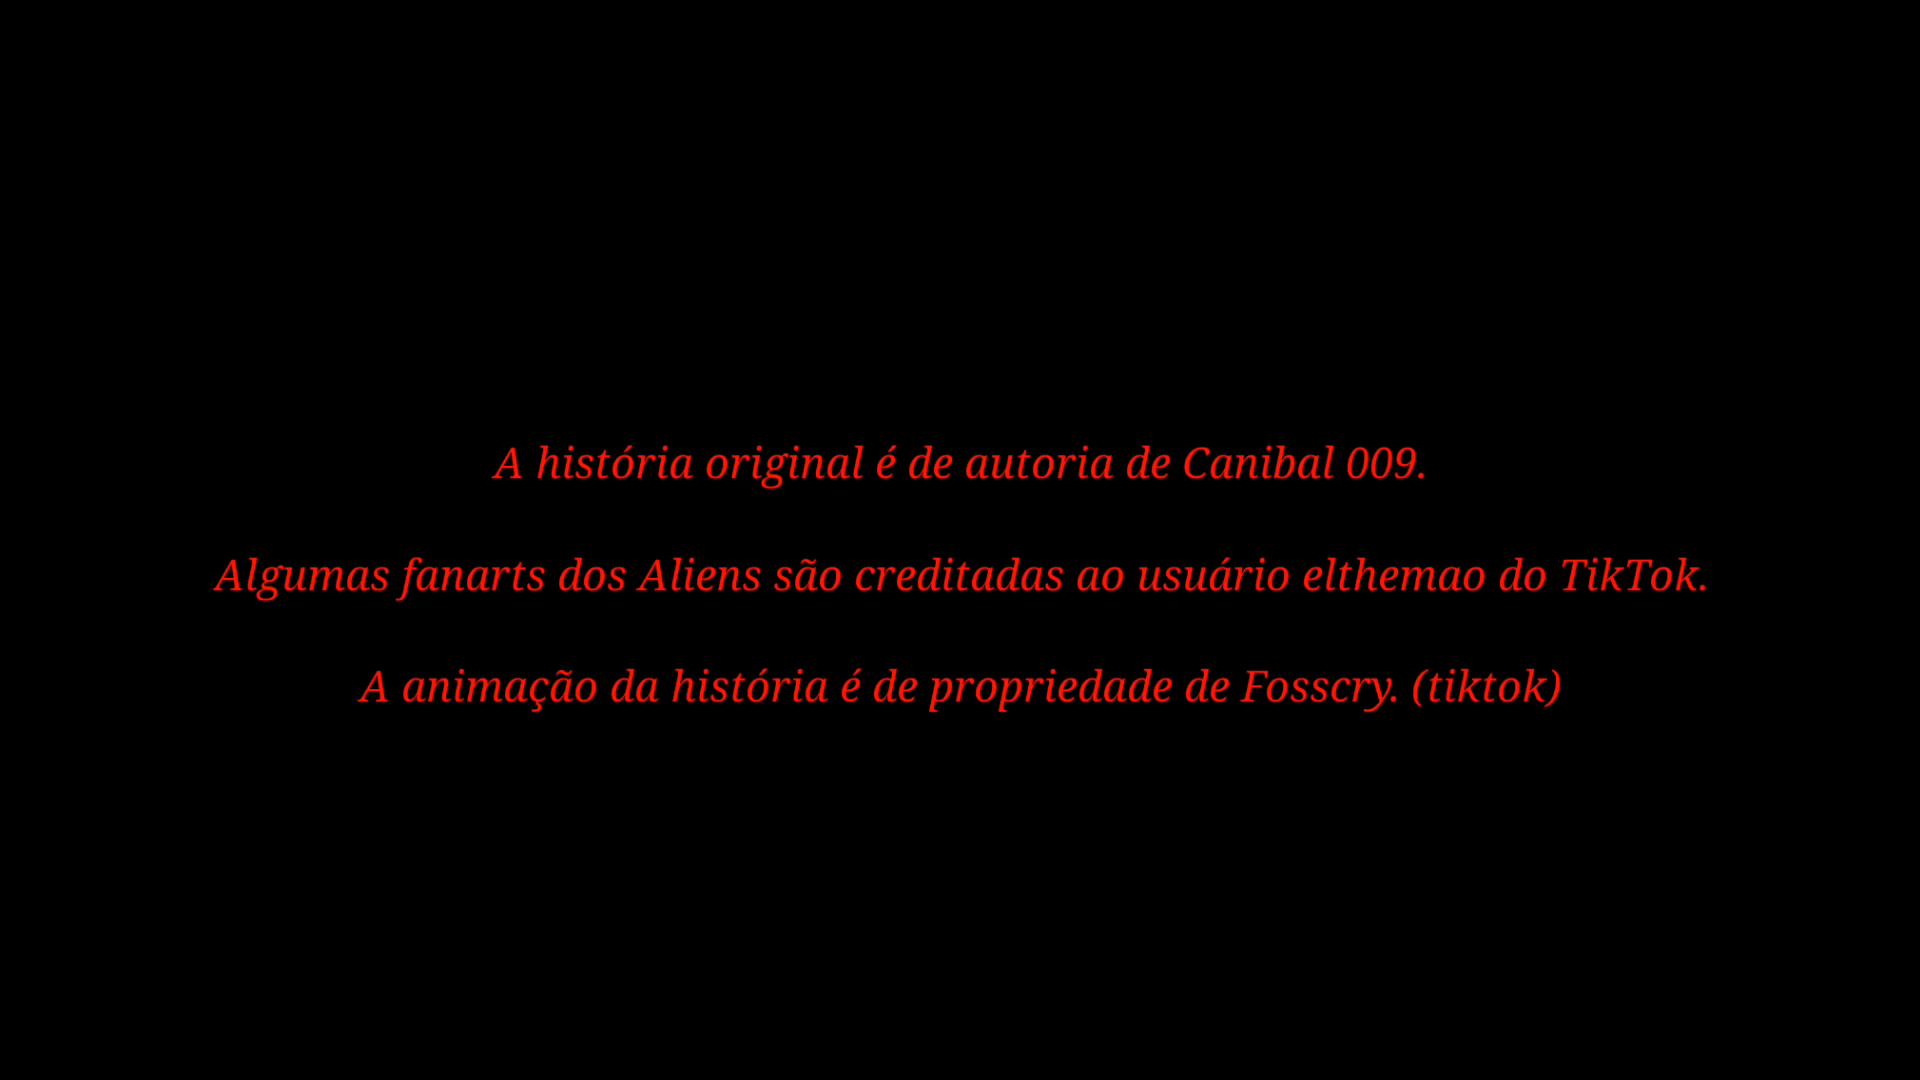 A história original é de autoria de Canibal 009.
Algumas fanarts dos Aliens são creditadas ao usuário elthemao do TikTok.
A animação da história é de propriedade de Fosscry. (tiktok)